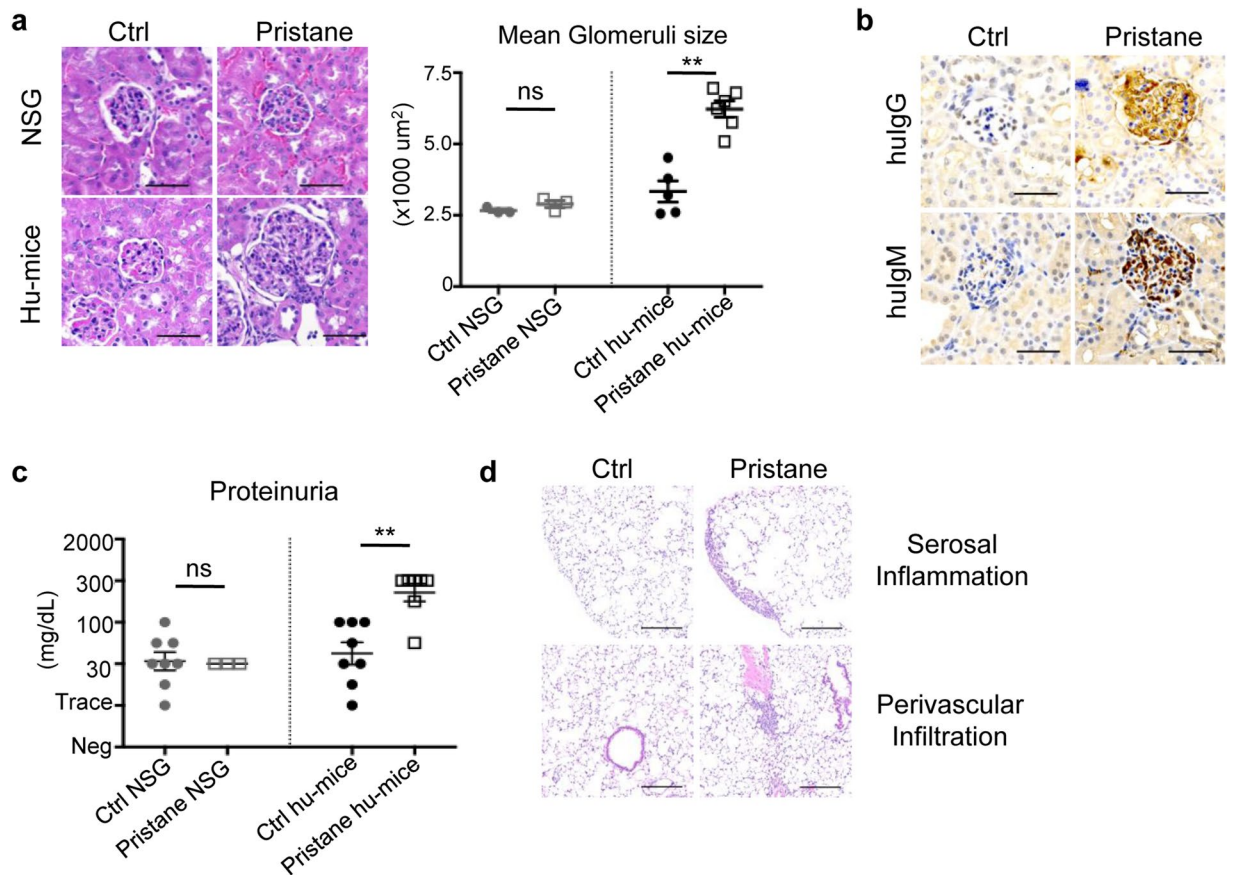 a
Ctrl
Pristane
NSG
Hu-mice
Mean Glomeruli size
(x1000 um²)
7.5
5.0
2.5
0
ns
**
Ctrl NSG
Pristane NSG
Ctrl hu-mice
Pristane hu-mice
b
Ctrl
Pristane
huIgG
huIgM
c
Proteinuria
(mg/dL)
2000
300
100
30
Trace
Neg
ns
**
Ctrl NSG
Pristane NSG
Ctrl hu-mice
Pristane hu-mice
d
Ctrl
Pristane
Serosal
Inflammation
Perivascular
Infiltration